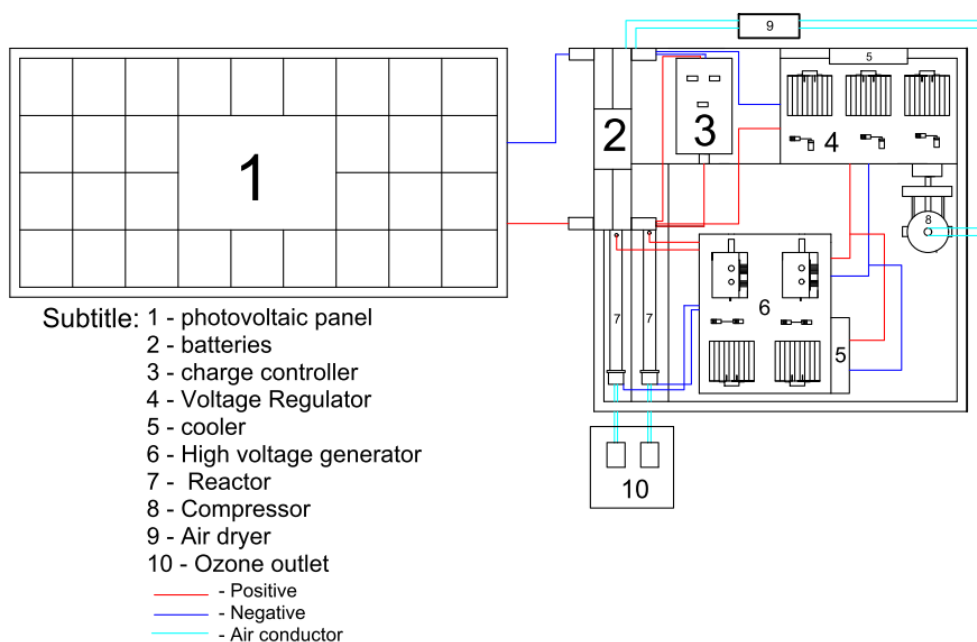 9
5
1
2
3
4
8
7
7
6
5
10
Subtitle: 1 - photovoltaic panel
2 - batteries
3 - charge controller
4 - Voltage Regulator
5 - cooler
6 - High voltage generator
7 - Reactor
8 - Compressor
9 - Air dryer
10 - Ozone outlet
- Positive
- Negative
- Air conductor